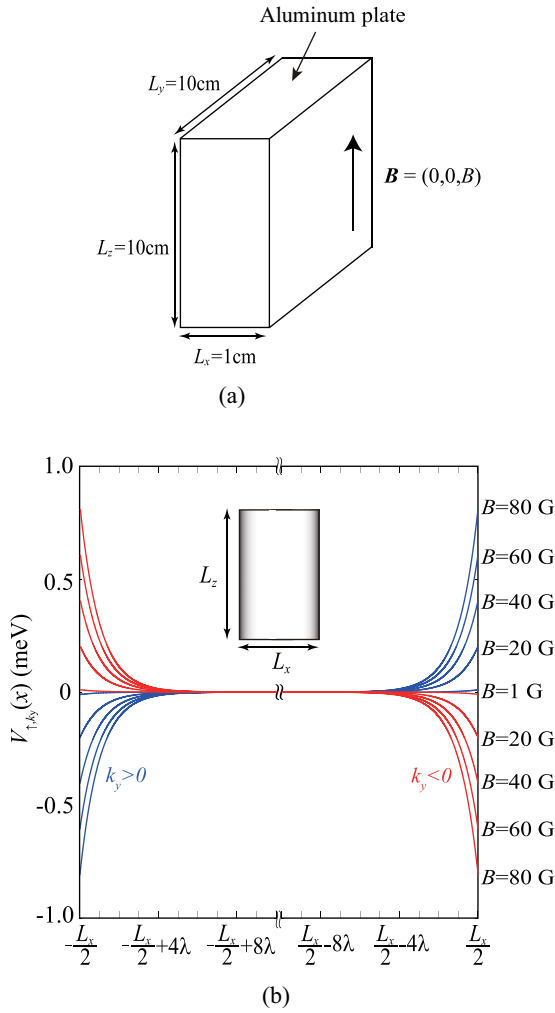 Aluminum plate
L_y=10cm
B = (0,0,B)
L_z=10cm
L_x=1cm
(a)
1.0
0.5
0
-0.5
-1.0
V_{↑,k_y}(x) (meV)
L_z
L_x
k_y>0
k_y<0
B=80 G
B=60 G
B=40 G
B=20 G
B=1 G
B=20 G
B=40 G
B=60 G
B=80 G
-L_x/2
-L_x/2+4λ
-L_x/2+8λ
L_x/2-8λ
L_x/2-4λ
L_x/2
(b)